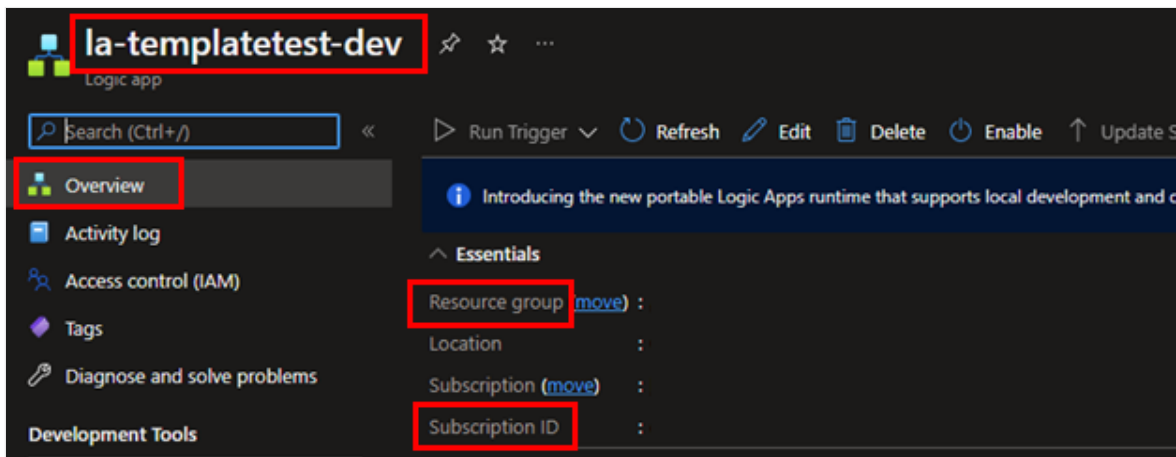 la-templatetest-dev
Logic app
Search (Ctrl+/)
«
Run Trigger
Refresh
Edit
Delete
Enable
Update S
Overview
Introducing the new portable Logic Apps runtime that supports local development and c
Activity log
Essentials
Access control (IAM)
Resource group (move) :
Tags
Location :
Diagnose and solve problems
Subscription (move) :
Development Tools
Subscription ID :